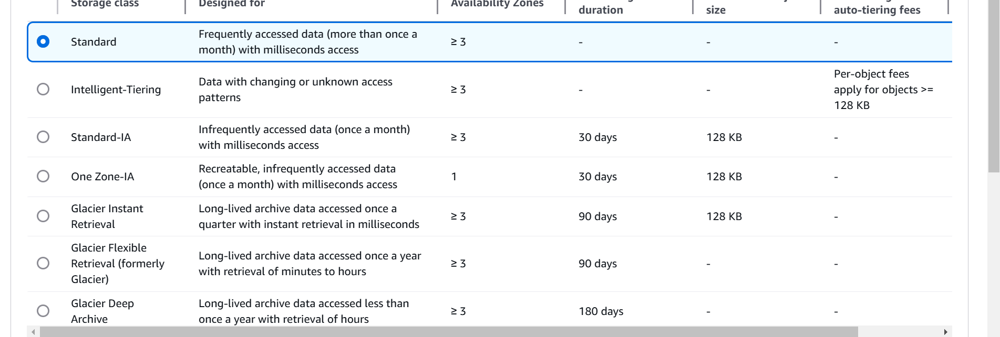 Storage class
Designed for
Availability Zones
duration
size
auto-tiering fees
Standard
Frequently accessed data (more than once a
month) with milliseconds access
≥ 3
-
-
-
Intelligent-Tiering
Data with changing or unknown access
patterns
≥ 3
-
-
Per-object fees
apply for objects >=
128 KB
Standard-IA
Infrequently accessed data (once a month)
with milliseconds access
≥ 3
30 days
128 KB
-
One Zone-IA
Recreatable, infrequently accessed data
(once a month) with milliseconds access
1
30 days
128 KB
-
Glacier Instant
Retrieval
Long-lived archive data accessed once a
quarter with instant retrieval in milliseconds
≥ 3
90 days
128 KB
-
Glacier Flexible
Retrieval (formerly
Glacier)
Long-lived archive data accessed once a year
with retrieval of minutes to hours
≥ 3
90 days
-
-
Glacier Deep
Archive
Long-lived archive data accessed less than
once a year with retrieval of hours
≥ 3
180 days
-
-